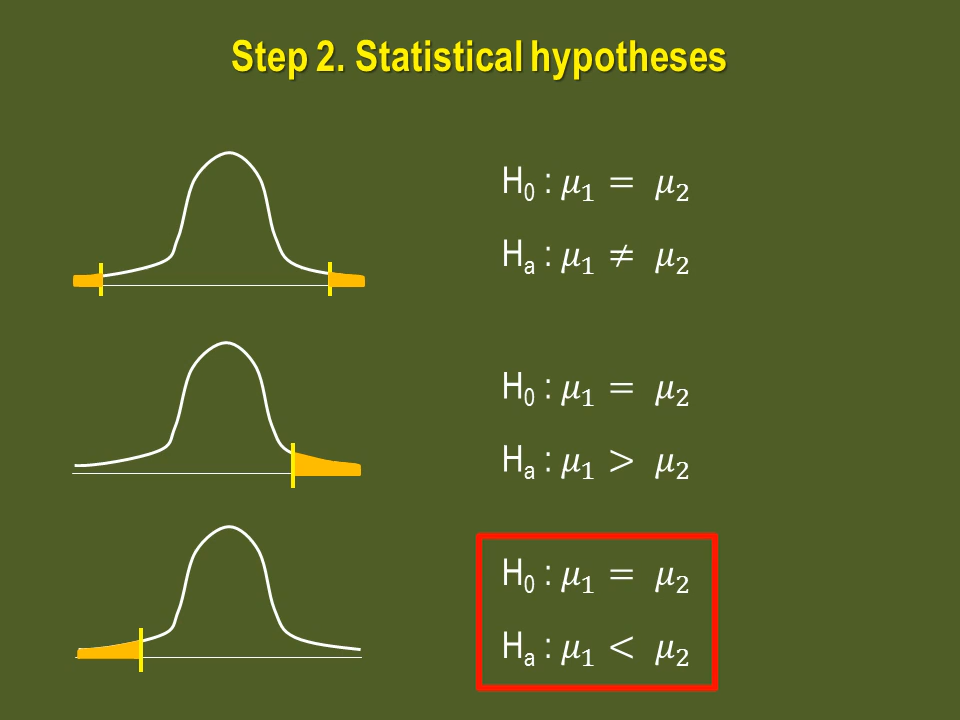 Step 2. Statistical hypotheses
H₀ : 𝜇₁ = 𝜇₂
Hₐ : 𝜇₁ ≠ 𝜇₂
H₀ : 𝜇₁ = 𝜇₂
Hₐ : 𝜇₁ > 𝜇₂
H₀ : 𝜇₁ = 𝜇₂
Hₐ : 𝜇₁ < 𝜇₂